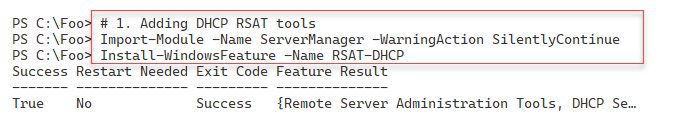 PS C:\Foo> # 1. Adding DHCP RSAT tools
PS C:\Foo> Import-Module -Name ServerManager -WarningAction SilentlyContinue
PS C:\Foo> Install-WindowsFeature -Name RSAT-DHCP
Success Restart Needed Exit Code Feature Result
------- -------------- --------- --------------
True    No             Success   {Remote Server Administration Tools, DHCP Se…